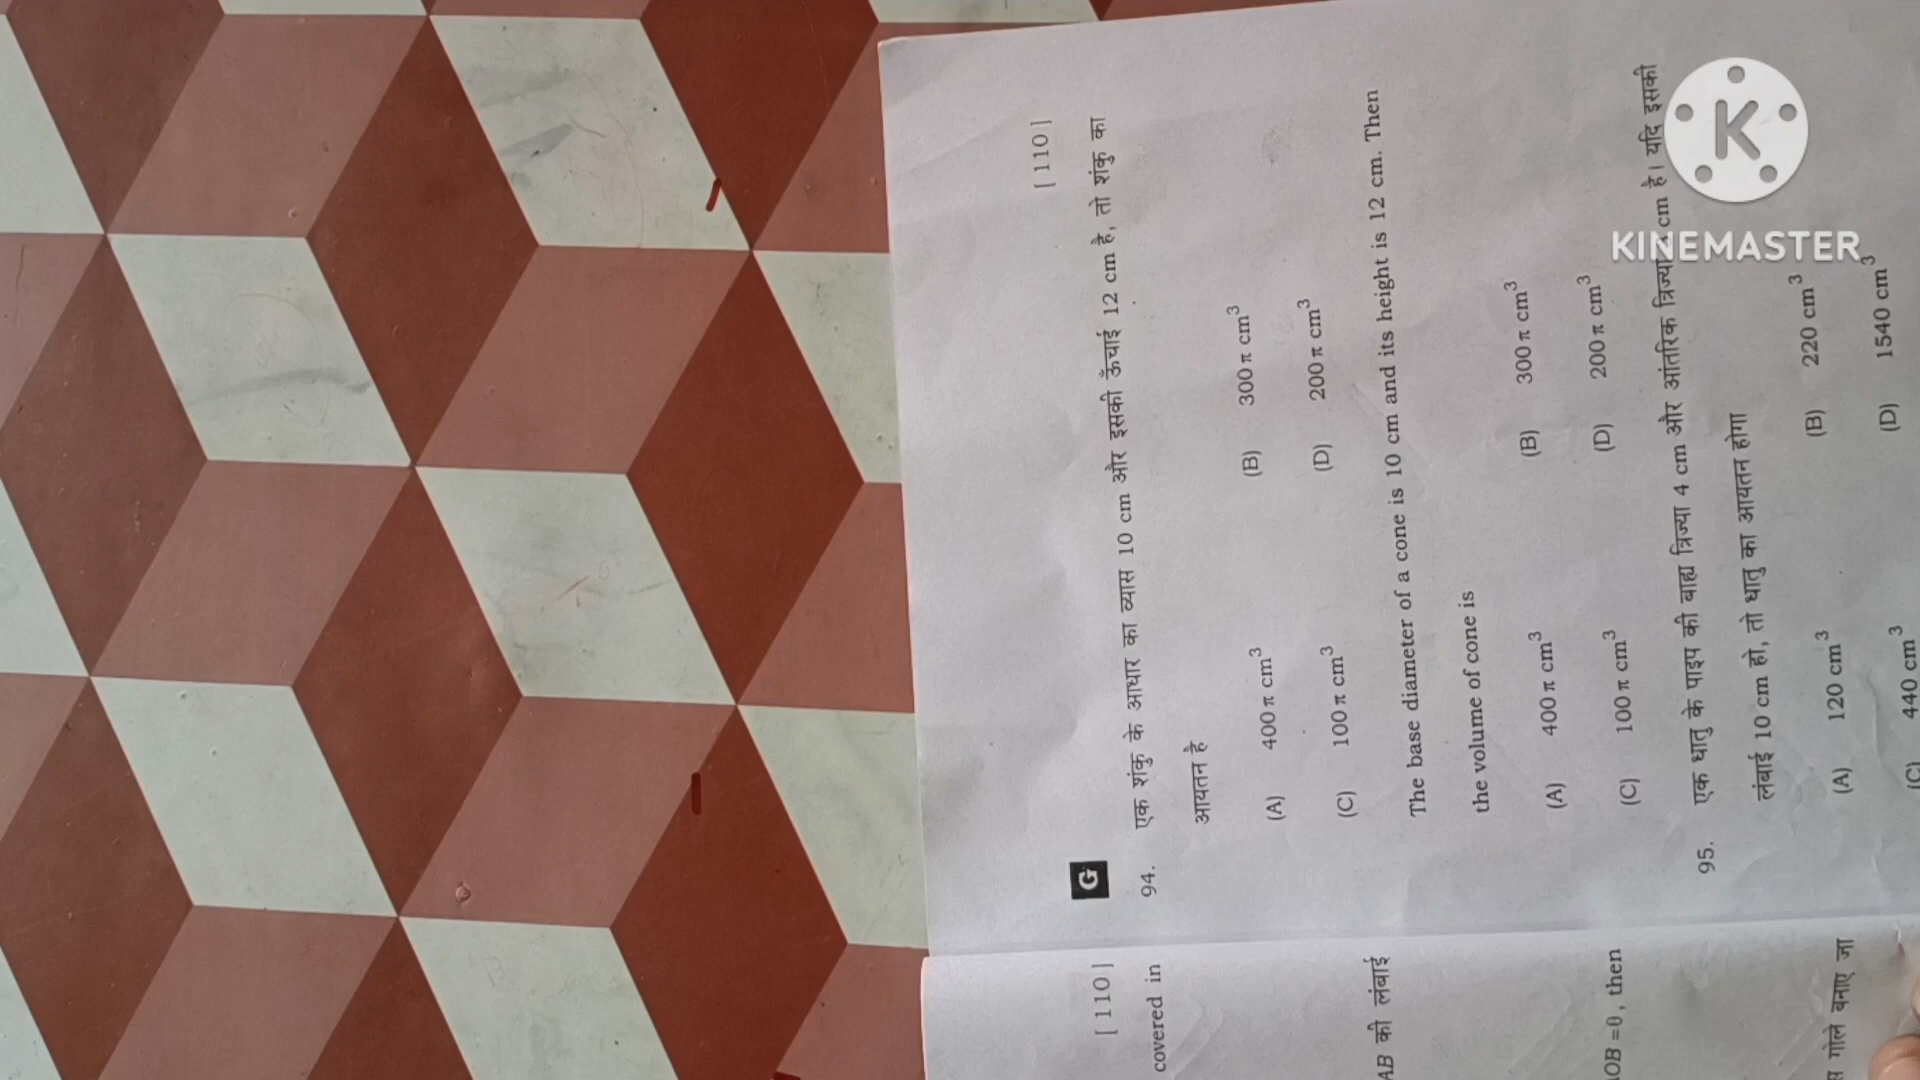 [ 110 ]
G
94. एक शंकु के आधार का व्यास 10 cm और इसकी ऊँचाई 12 cm है, तो शंकु का
आयतन है
(A) 400 π cm³ (B) 300 π cm³
(C) 100 π cm³ (D) 200 π cm³
The base diameter of a cone is 10 cm and its height is 12 cm. Then
the volume of cone is
(A) 400 π cm³ (B) 300 π cm³
(C) 100 π cm³ (D) 200 π cm³
95. एक धातु के पाइप की बाह्य त्रिज्या 4 cm और आंतरिक त्रिज्या cm है। यदि इसकी
लंबाई 10 cm हो, तो धातु का आयतन होगा
(A) 120 cm³ (B) 220 cm³
(C) 440 cm³ (D) 1540 cm³
[ 110 ]
covered in
AB की लंबाई
OB = θ, then
गोले बनाए जा
K
KINEMASTER